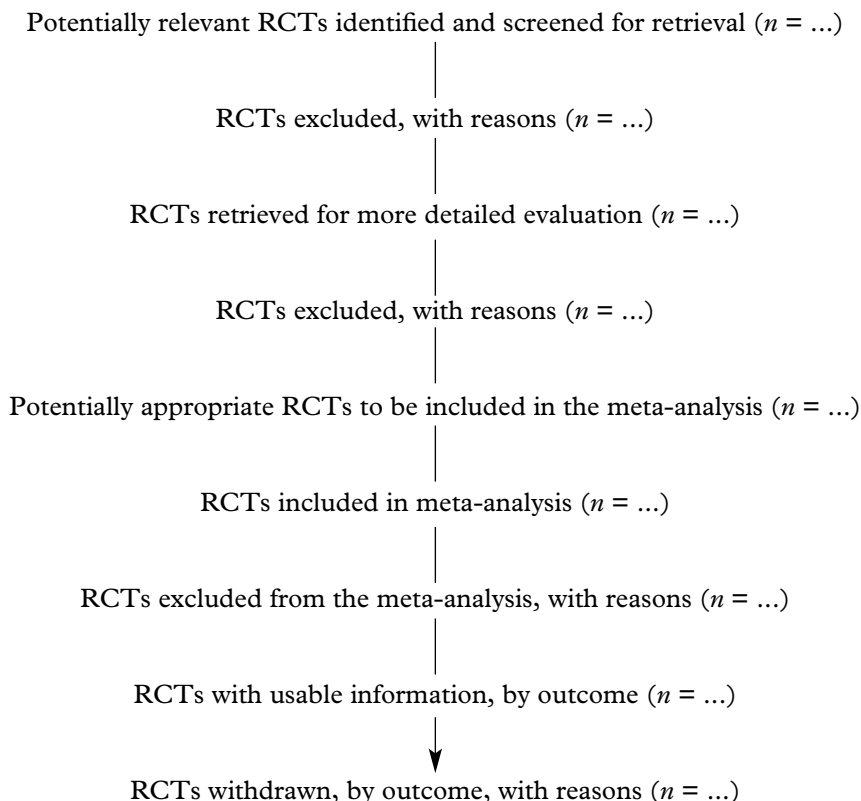 Potentially relevant RCTs identified and screened for retrieval (n = ...)
RCTs excluded, with reasons (n = ...)
RCTs retrieved for more detailed evaluation (n = ...)
RCTs excluded, with reasons (n = ...)
Potentially appropriate RCTs to be included in the meta-analysis (n = ...)
RCTs included in meta-analysis (n = ...)
RCTs excluded from the meta-analysis, with reasons (n = ...)
RCTs with usable information, by outcome (n = ...)
RCTs withdrawn, by outcome, with reasons (n = ...)